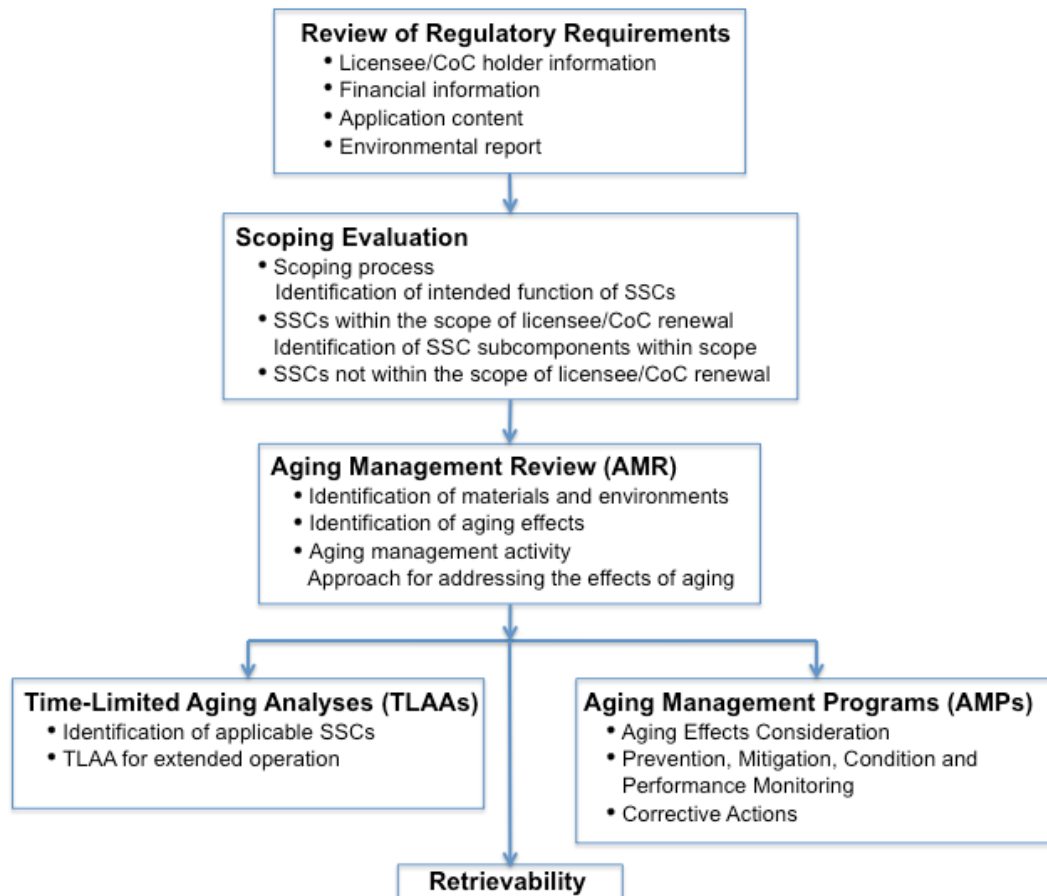 Review of Regulatory Requirements
• Licensee/CoC holder information
• Financial information
• Application content
• Environmental report
Scoping Evaluation
• Scoping process
Identification of intended function of SSCs
• SSCs within the scope of licensee/CoC renewal
Identification of SSC subcomponents within scope
• SSCs not within the scope of licensee/CoC renewal
Aging Management Review (AMR)
• Identification of materials and environments
• Identification of aging effects
• Aging management activity
Approach for addressing the effects of aging
Time-Limited Aging Analyses (TLAAs)
• Identification of applicable SSCs
• TLAA for extended operation
Aging Management Programs (AMPs)
• Aging Effects Consideration
• Prevention, Mitigation, Condition and
Performance Monitoring
• Corrective Actions
Retrievability